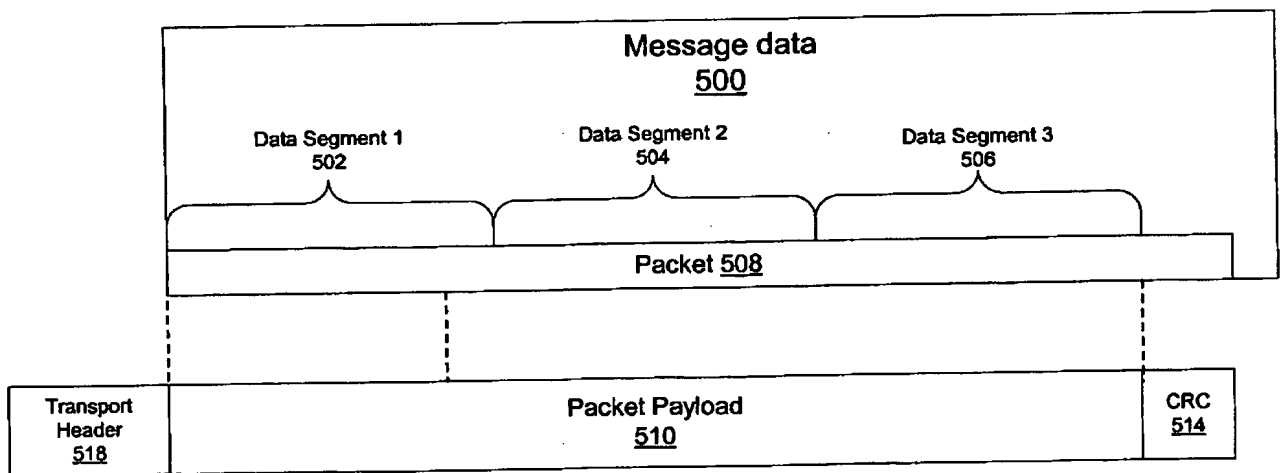 Message data
500
Data Segment 1
502
Data Segment 2
504
Data Segment 3
506
Packet 508
Transport
Header
518
Packet Payload
510
CRC
514